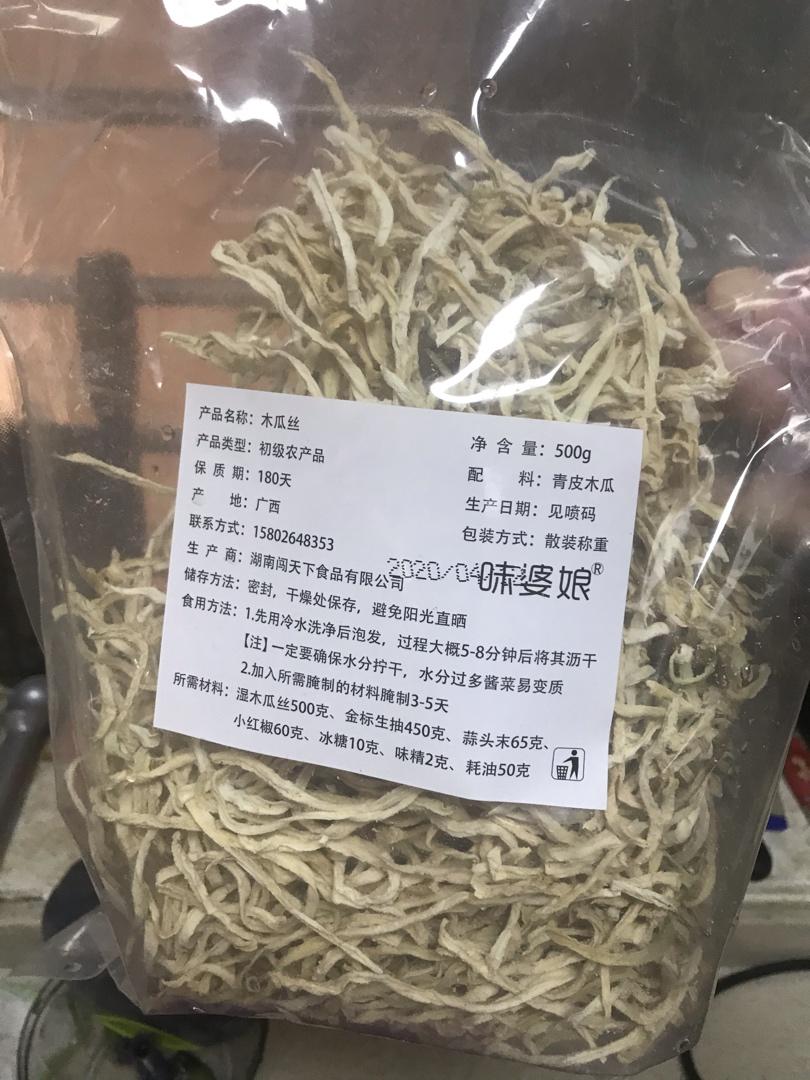 产品名称：木瓜丝
净 含 量：500g
产品类型：初级农产品
配 料：青皮木瓜
保 质 期：180天
生产日期：见喷码
产 地：广西
包装方式：散装称重
联系方式：15802648353
生 产 商：湖南闯天下食品有限公司
2020/04
味婆娘®
储存方法：密封，干燥处保存，避免阳光直晒
食用方法：1.先用冷水洗净后泡发，过程大概5-8分钟后将其沥干
【注】一定要确保水分拧干，水分过多酱菜易变质
2.加入所需腌制的材料腌制3-5天
所需材料：湿木瓜丝500克、金标生抽450克、蒜头末65克、
小红椒60克、冰糖10克、味精2克、耗油50克